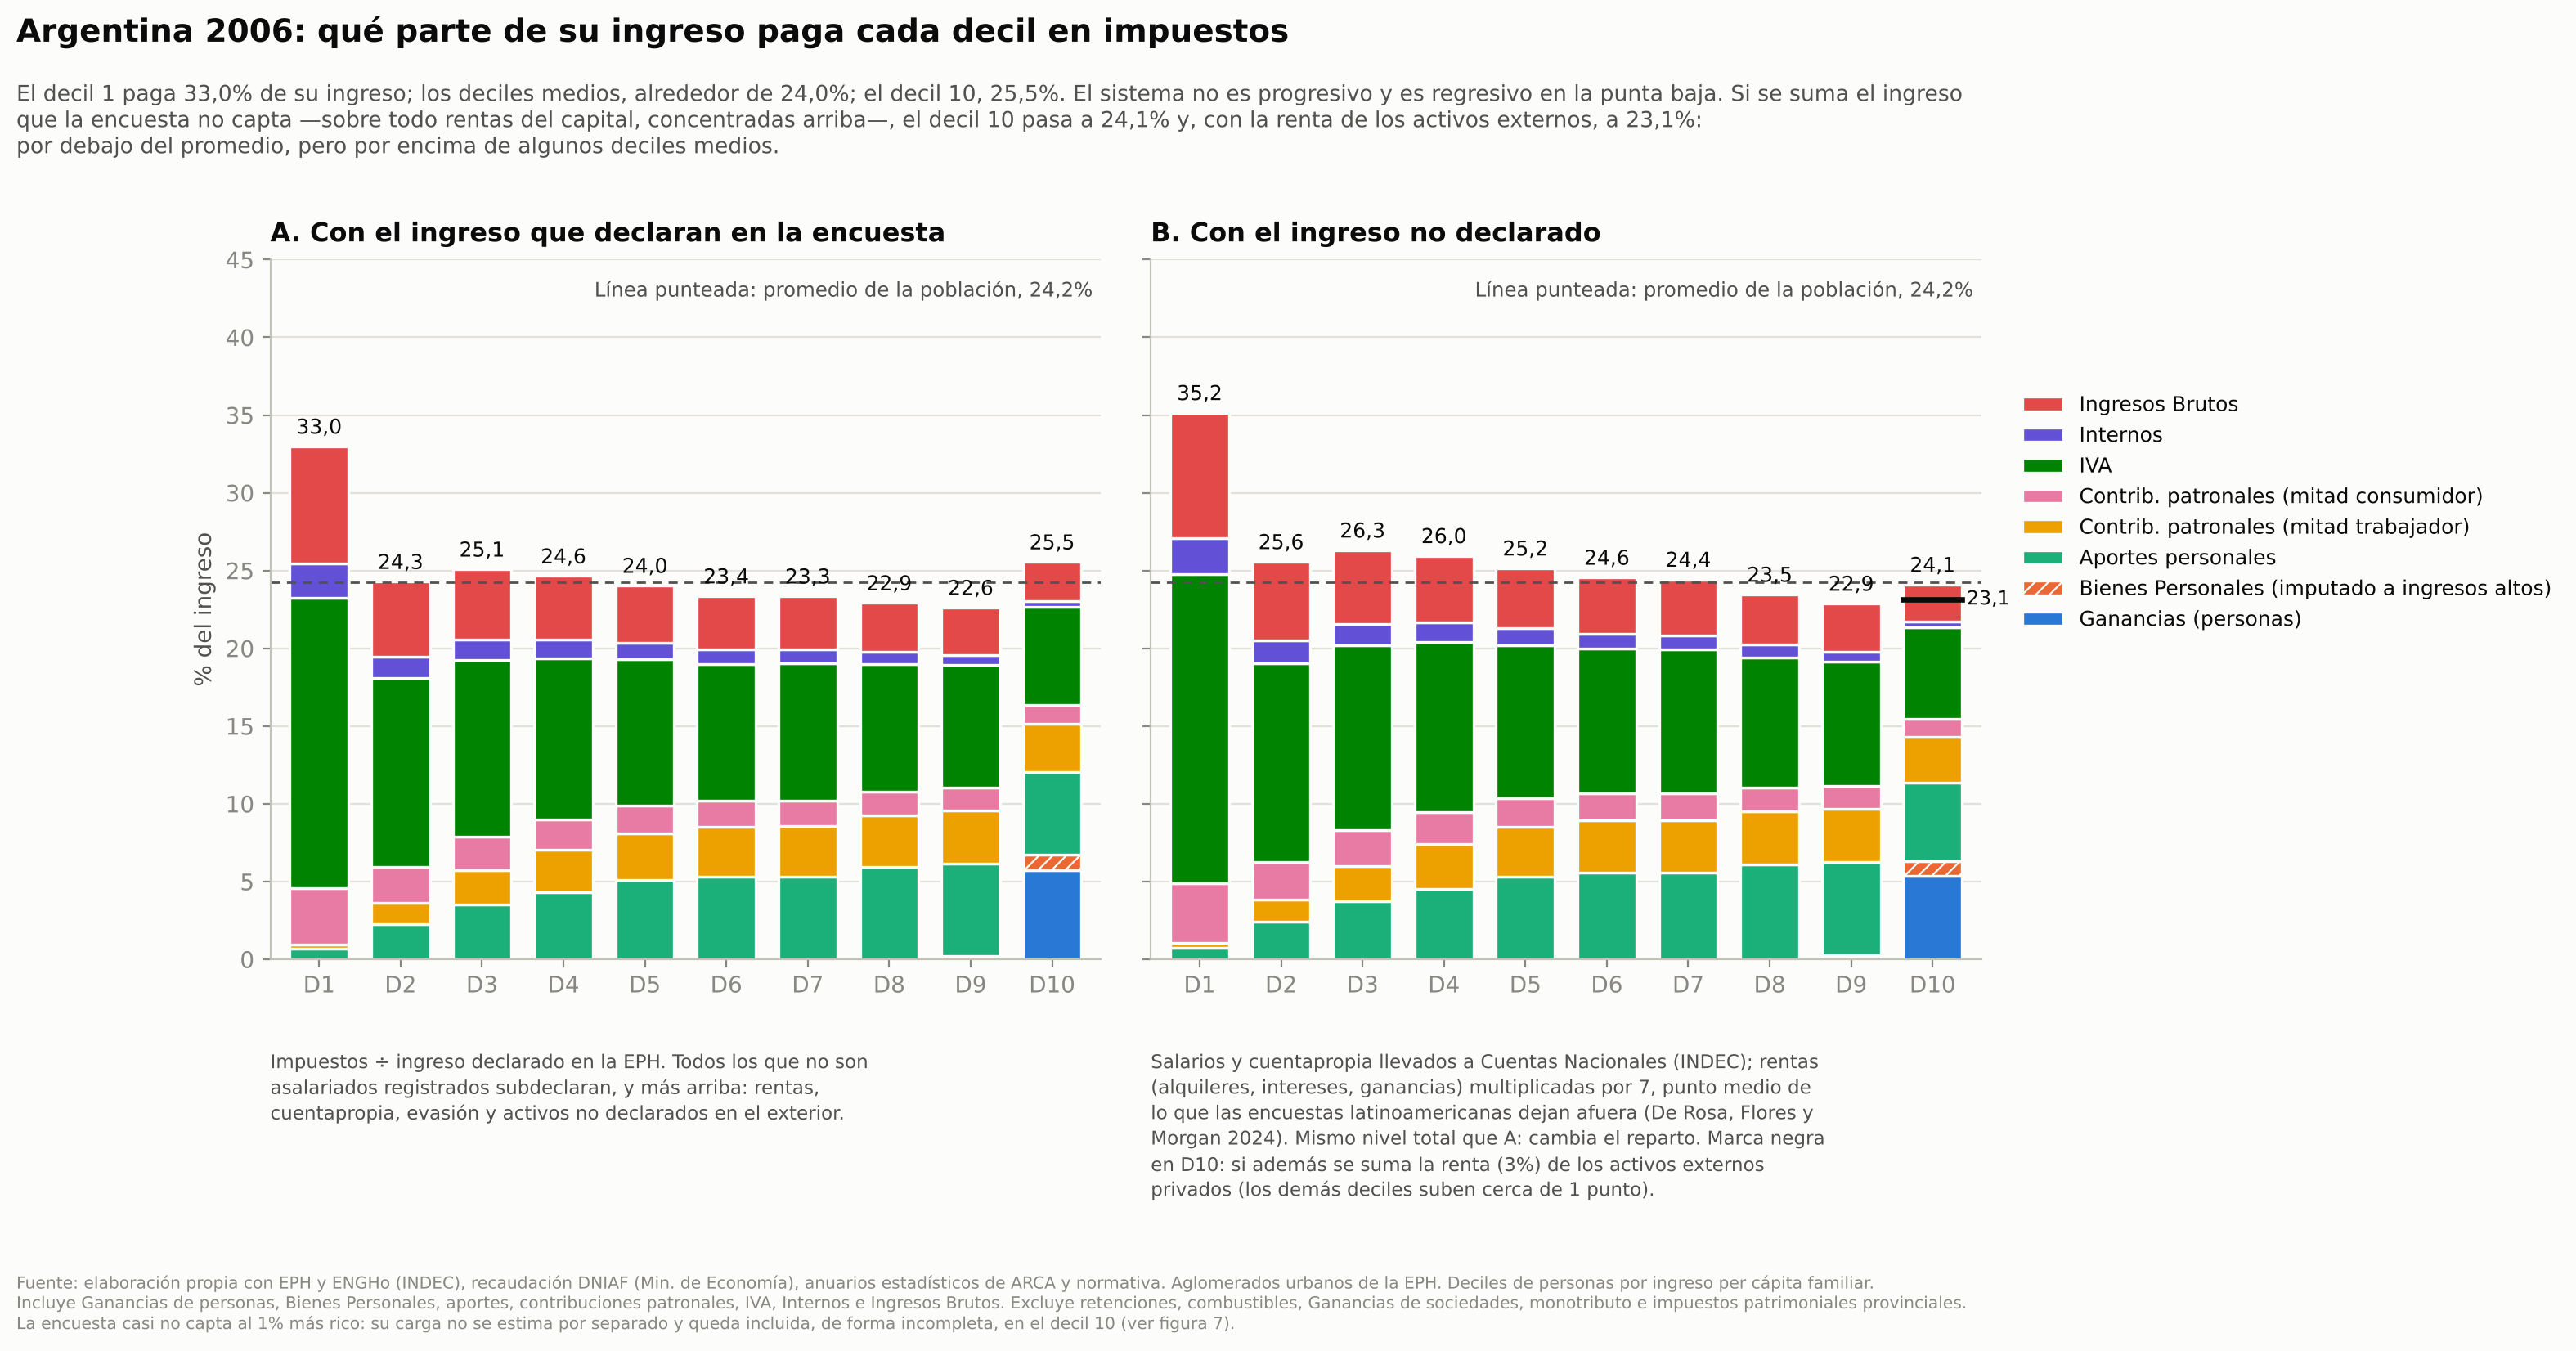 Argentina 2006: qué parte de su ingreso paga cada decil en impuestos
El decil 1 paga 33,0% de su ingreso; los deciles medios, alrededor de 24,0%; el decil 10, 25,5%. El sistema no es progresivo y es regresivo en la punta baja. Si se suma el ingreso
que la encuesta no capta —sobre todo rentas del capital, concentradas arriba—, el decil 10 pasa a 24,1% y, con la renta de los activos externos, a 23,1%:
por debajo del promedio, pero por encima de algunos deciles medios.
A. Con el ingreso que declaran en la encuesta
Línea punteada: promedio de la población, 24,2%
% del ingreso
45
40
35
30
25
20
15
10
5
0
33,0
24,3
25,1
24,6
24,0
23,4
23,3
22,9
22,6
25,5
D1
D2
D3
D4
D5
D6
D7
D8
D9
D10
Impuestos ÷ ingreso declarado en la EPH. Todos los que no son
asalariados registrados subdeclaran, y más arriba: rentas,
cuentapropia, evasión y activos no declarados en el exterior.
B. Con el ingreso no declarado
Línea punteada: promedio de la población, 24,2%
35,2
25,6
26,3
26,0
25,2
24,6
24,4
23,5
22,9
24,1
23,1
D1
D2
D3
D4
D5
D6
D7
D8
D9
D10
Salarios y cuentapropia llevados a Cuentas Nacionales (INDEC); rentas
(alquileres, intereses, ganancias) multiplicadas por 7, punto medio de
lo que las encuestas latinoamericanas dejan afuera (De Rosa, Flores y
Morgan 2024). Mismo nivel total que A: cambia el reparto. Marca negra
en D10: si además se suma la renta (3%) de los activos externos
privados (los demás deciles suben cerca de 1 punto).
Ingresos Brutos
Internos
IVA
Contrib. patronales (mitad consumidor)
Contrib. patronales (mitad trabajador)
Aportes personales
Bienes Personales (imputado a ingresos altos)
Ganancias (personas)
Fuente: elaboración propia con EPH y ENGHo (INDEC), recaudación DNIAF (Min. de Economía), anuarios estadísticos de ARCA y normativa. Aglomerados urbanos de la EPH. Deciles de personas por ingreso per cápita familiar.
Incluye Ganancias de personas, Bienes Personales, aportes, contribuciones patronales, IVA, Internos e Ingresos Brutos. Excluye retenciones, combustibles, Ganancias de sociedades, monotributo e impuestos patrimoniales provinciales.
La encuesta casi no capta al 1% más rico: su carga no se estima por separado y queda incluida, de forma incompleta, en el decil 10 (ver figura 7).